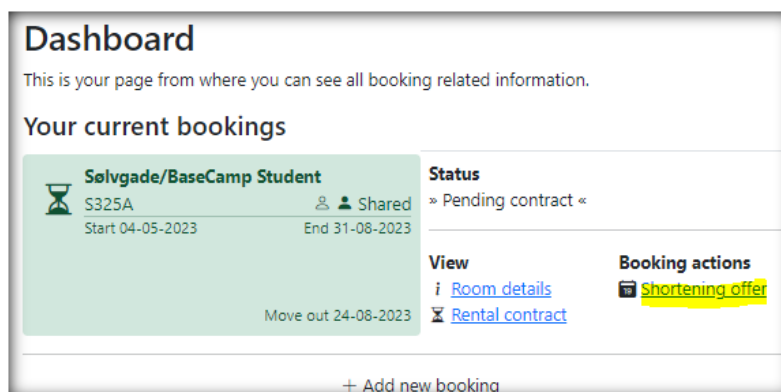 Dashboard
This is your page from where you can see all booking related information.
Your current bookings
Sølvgade/BaseCamp Student
S325A Shared
Start 04-05-2023 End 31-08-2023
Move out 24-08-2023
Status
» Pending contract «
View
i Room details
Rental contract
Booking actions
Shortening offer
+ Add new booking